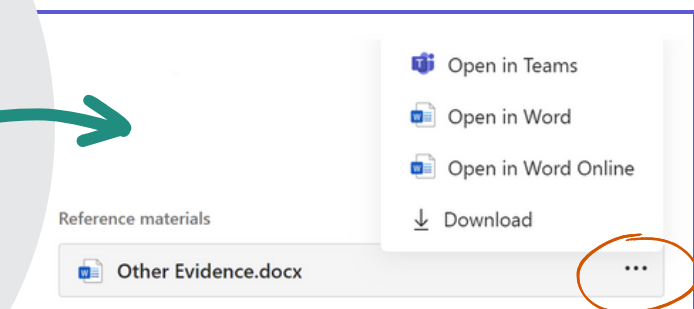 Open in Teams
Open in Word
Open in Word Online
Download
Reference materials
Other Evidence.docx